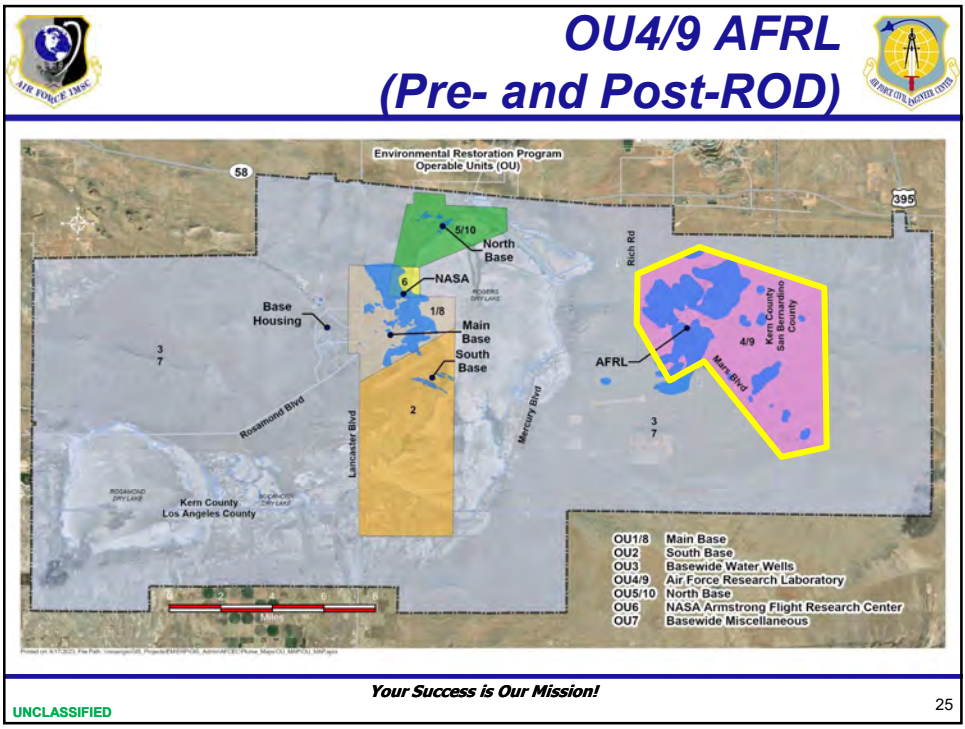 OU4/9 AFRL
(Pre- and Post-ROD)
AIR FORCE IMSC
AIR FORCE CIVIL ENGINEER CENTER
Environmental Restoration Program
Operable Units (OU)
58
395
5/10
North
Base
Rich Rd
6
NASA
ROGERS
DRY LAKE
Base
Housing
1/8
Main
Base
South
Base
Kern County
San Bernardino
County
4/9
AFRL
Mars Blvd
3
7
2
Mercury Blvd
3
7
Rosamond Blvd
Lancaster Blvd
ROSAMOND
DRY LAKE
Kern County
Los Angeles County
DRY LAKE
0 2 4 6 8
Miles
OU1/8 Main Base
OU2 South Base
OU3 Basewide Water Wells
OU4/9 Air Force Research Laboratory
OU5/10 North Base
OU6 NASA Armstrong Flight Research Center
OU7 Basewide Miscellaneous
Your Success is Our Mission!
UNCLASSIFIED
25